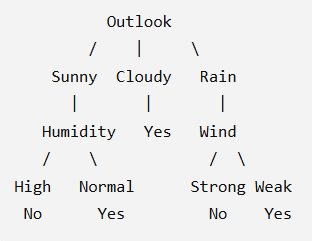 Outlook
/ | \
Sunny Cloudy Rain
| | |
Humidity Yes Wind
/ \ / \
High Normal Strong Weak
No Yes No Yes